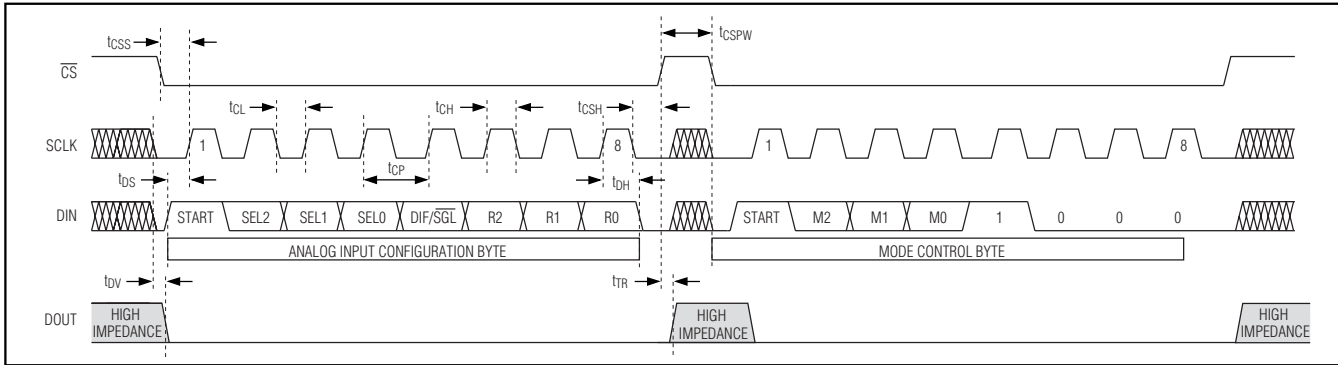 tCSS
tCSPW
CS
tCL
tCH
tCSH
SCLK
1
8
1
8
tCP
tDS
tDH
DIN
START
SEL2
SEL1
SEL0
DIF/SGL
R2
R1
R0
START
M2
M1
M0
1
0
0
0
ANALOG INPUT CONFIGURATION BYTE
MODE CONTROL BYTE
tDV
tTR
DOUT
HIGH
IMPEDANCE
HIGH
IMPEDANCE
HIGH
IMPEDANCE